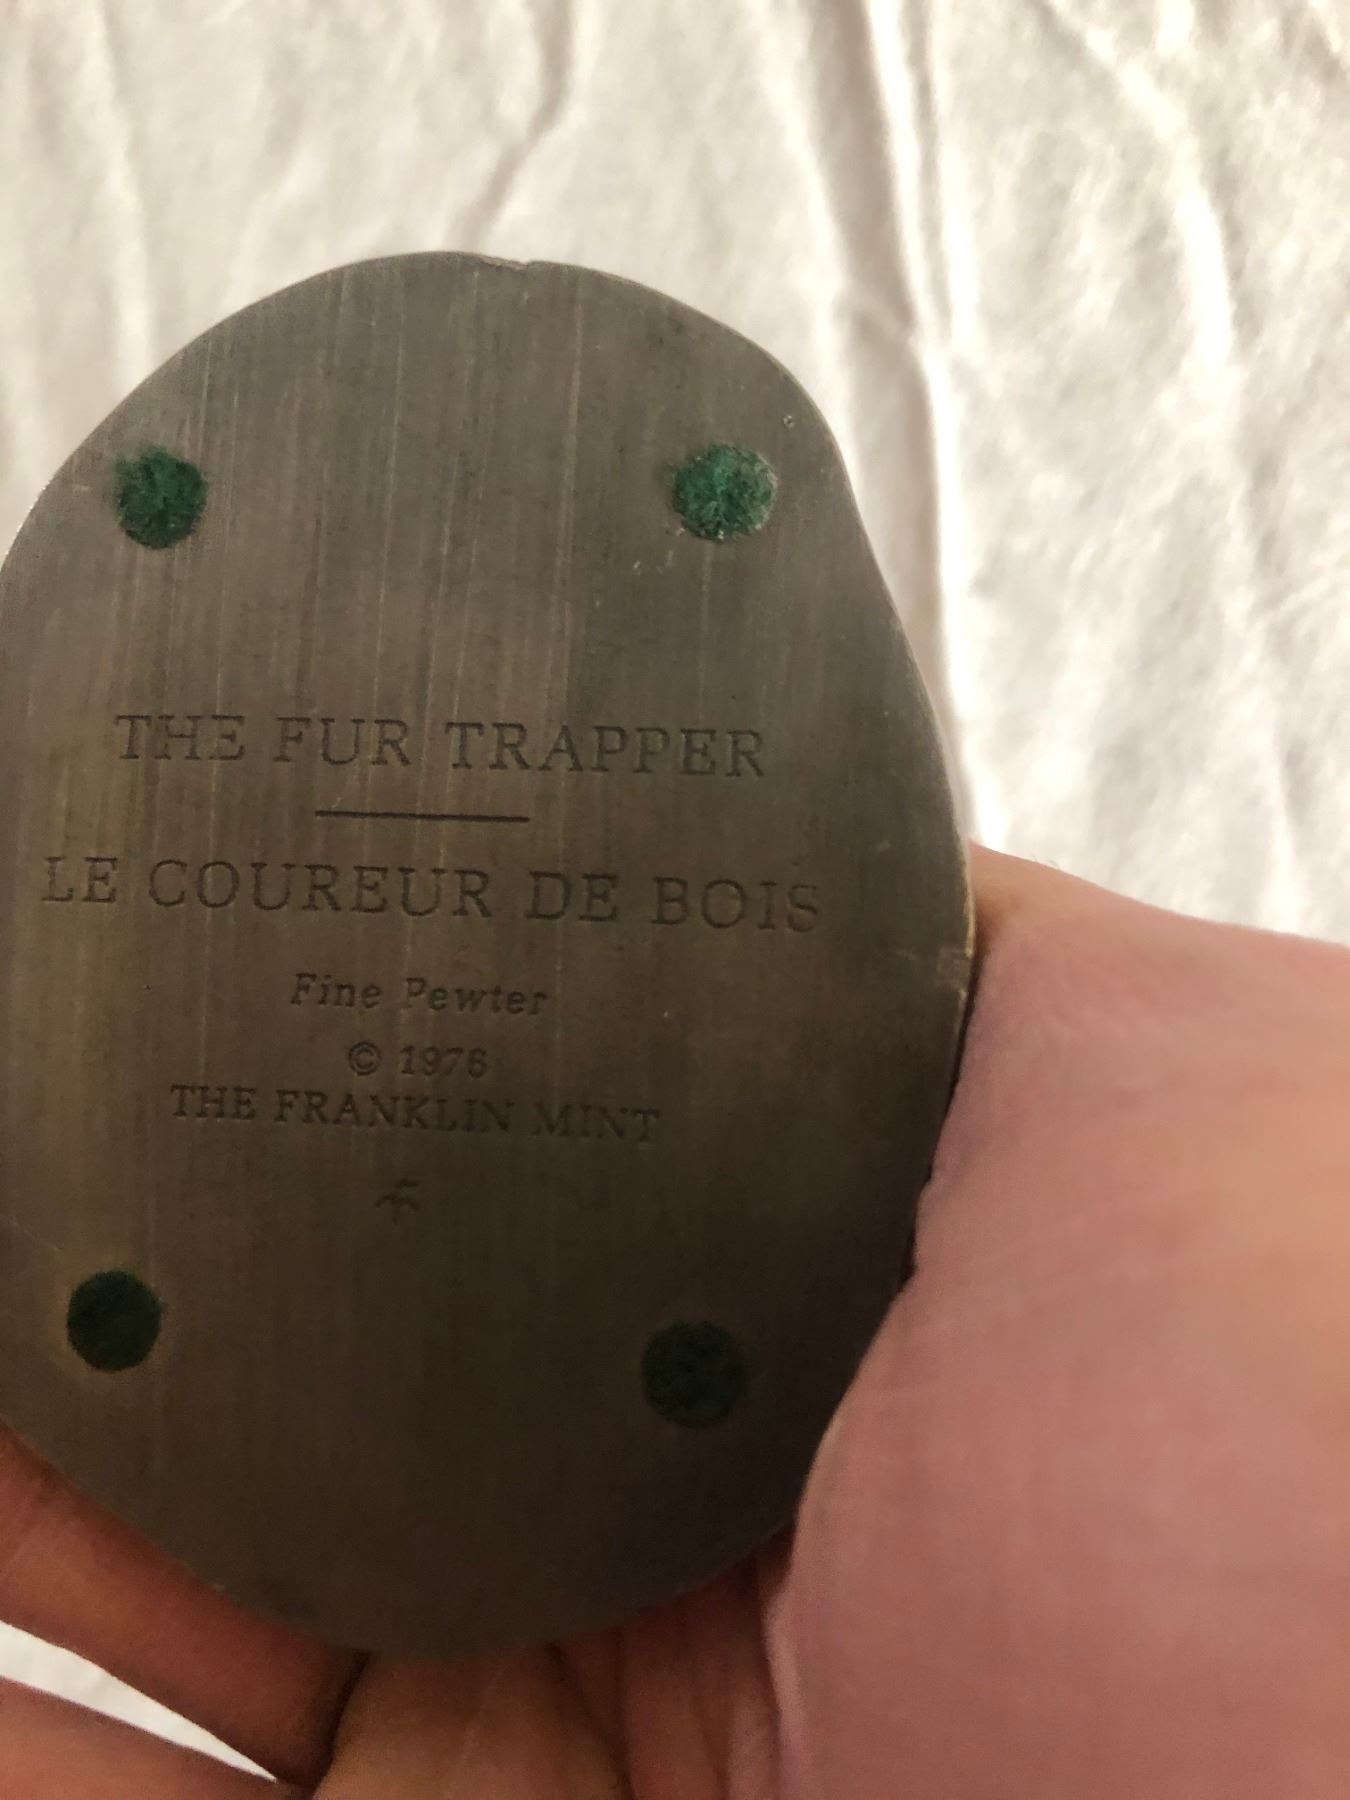 THE FUR TRAPPER
LE COUREUR DE BOIS
Fine Pewter
© 1976
THE FRANKLIN MINT